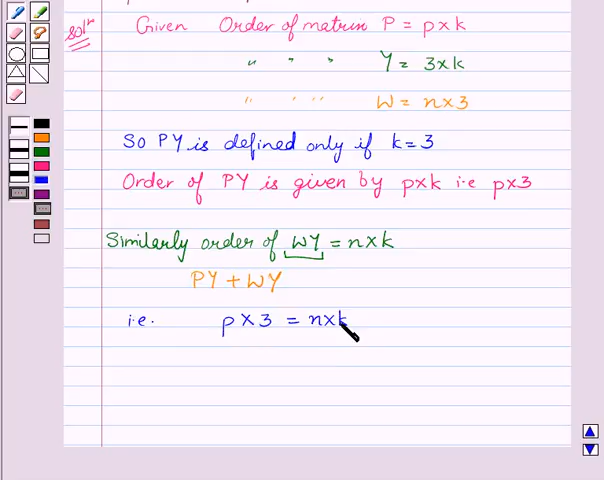 Solⁿ Given Order of matrix P = p×k
" " " Y = 3×k
" " " W = n×3
So PY is defined only if k=3
Order of PY is given by p×k i.e p×3
Similarly order of WY = n×k
PY + WY
i.e. p×3 = n×k